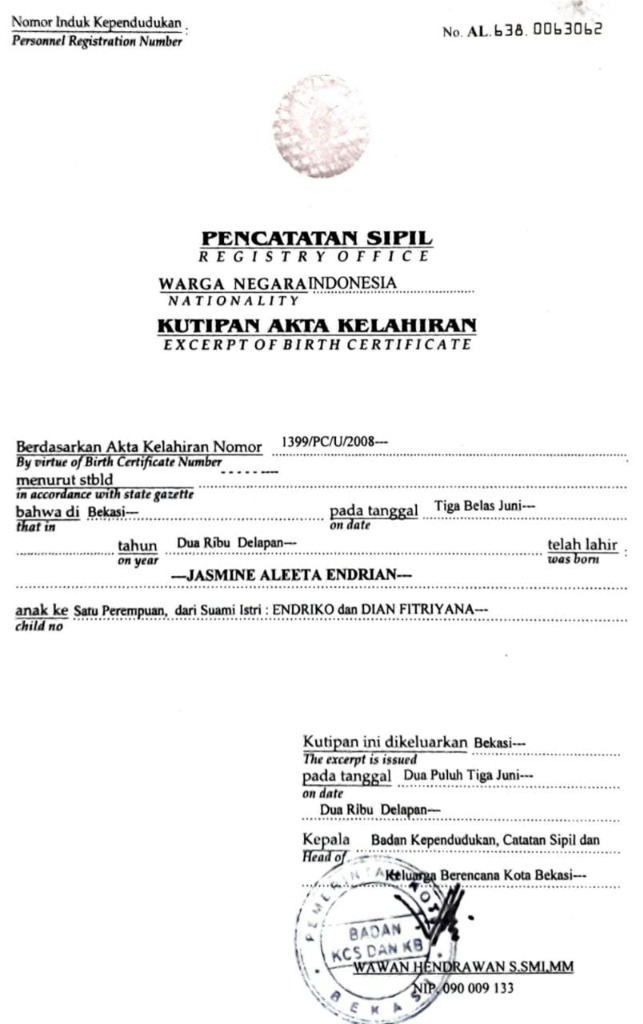 Nomor Induk Kependudukan :
Personnel Registration Number
No. AL.638. 0063062
PENCATATAN SIPIL
REGISTRY OFFICE
WARGA NEGARA INDONESIA
NATIONALITY
KUTIPAN AKTA KELAHIRAN
EXCERPT OF BIRTH CERTIFICATE
Berdasarkan Akta Kelahiran Nomor 1399/PC/U/2008---
By virtue of Birth Certificate Number
menurut stbld
in accordance with state gazette
bahwa di Bekasi--- pada tanggal Tiga Belas Juni---
that in on date
tahun Dua Ribu Delapan--- telah lahir :
on year was born
---JASMINE ALEETA ENDRIAN---
anak ke Satu Perempuan, dari Suami Istri : ENDRIKO dan DIAN FITRIYANA---
child no
Kutipan ini dikeluarkan Bekasi---
The excerpt is issued
pada tanggal Dua Puluh Tiga Juni---
on date
Dua Ribu Delapan---
Kepala Badan Kependudukan, Catatan Sipil dan
Head of
Keluarga Berencana Kota Bekasi---
PEMERINTAH KOTA
BADAN
KCS DAN KB
BEKASI
WAWAN HENDRAWAN S.SMI.MM
NIP. 090 009 133